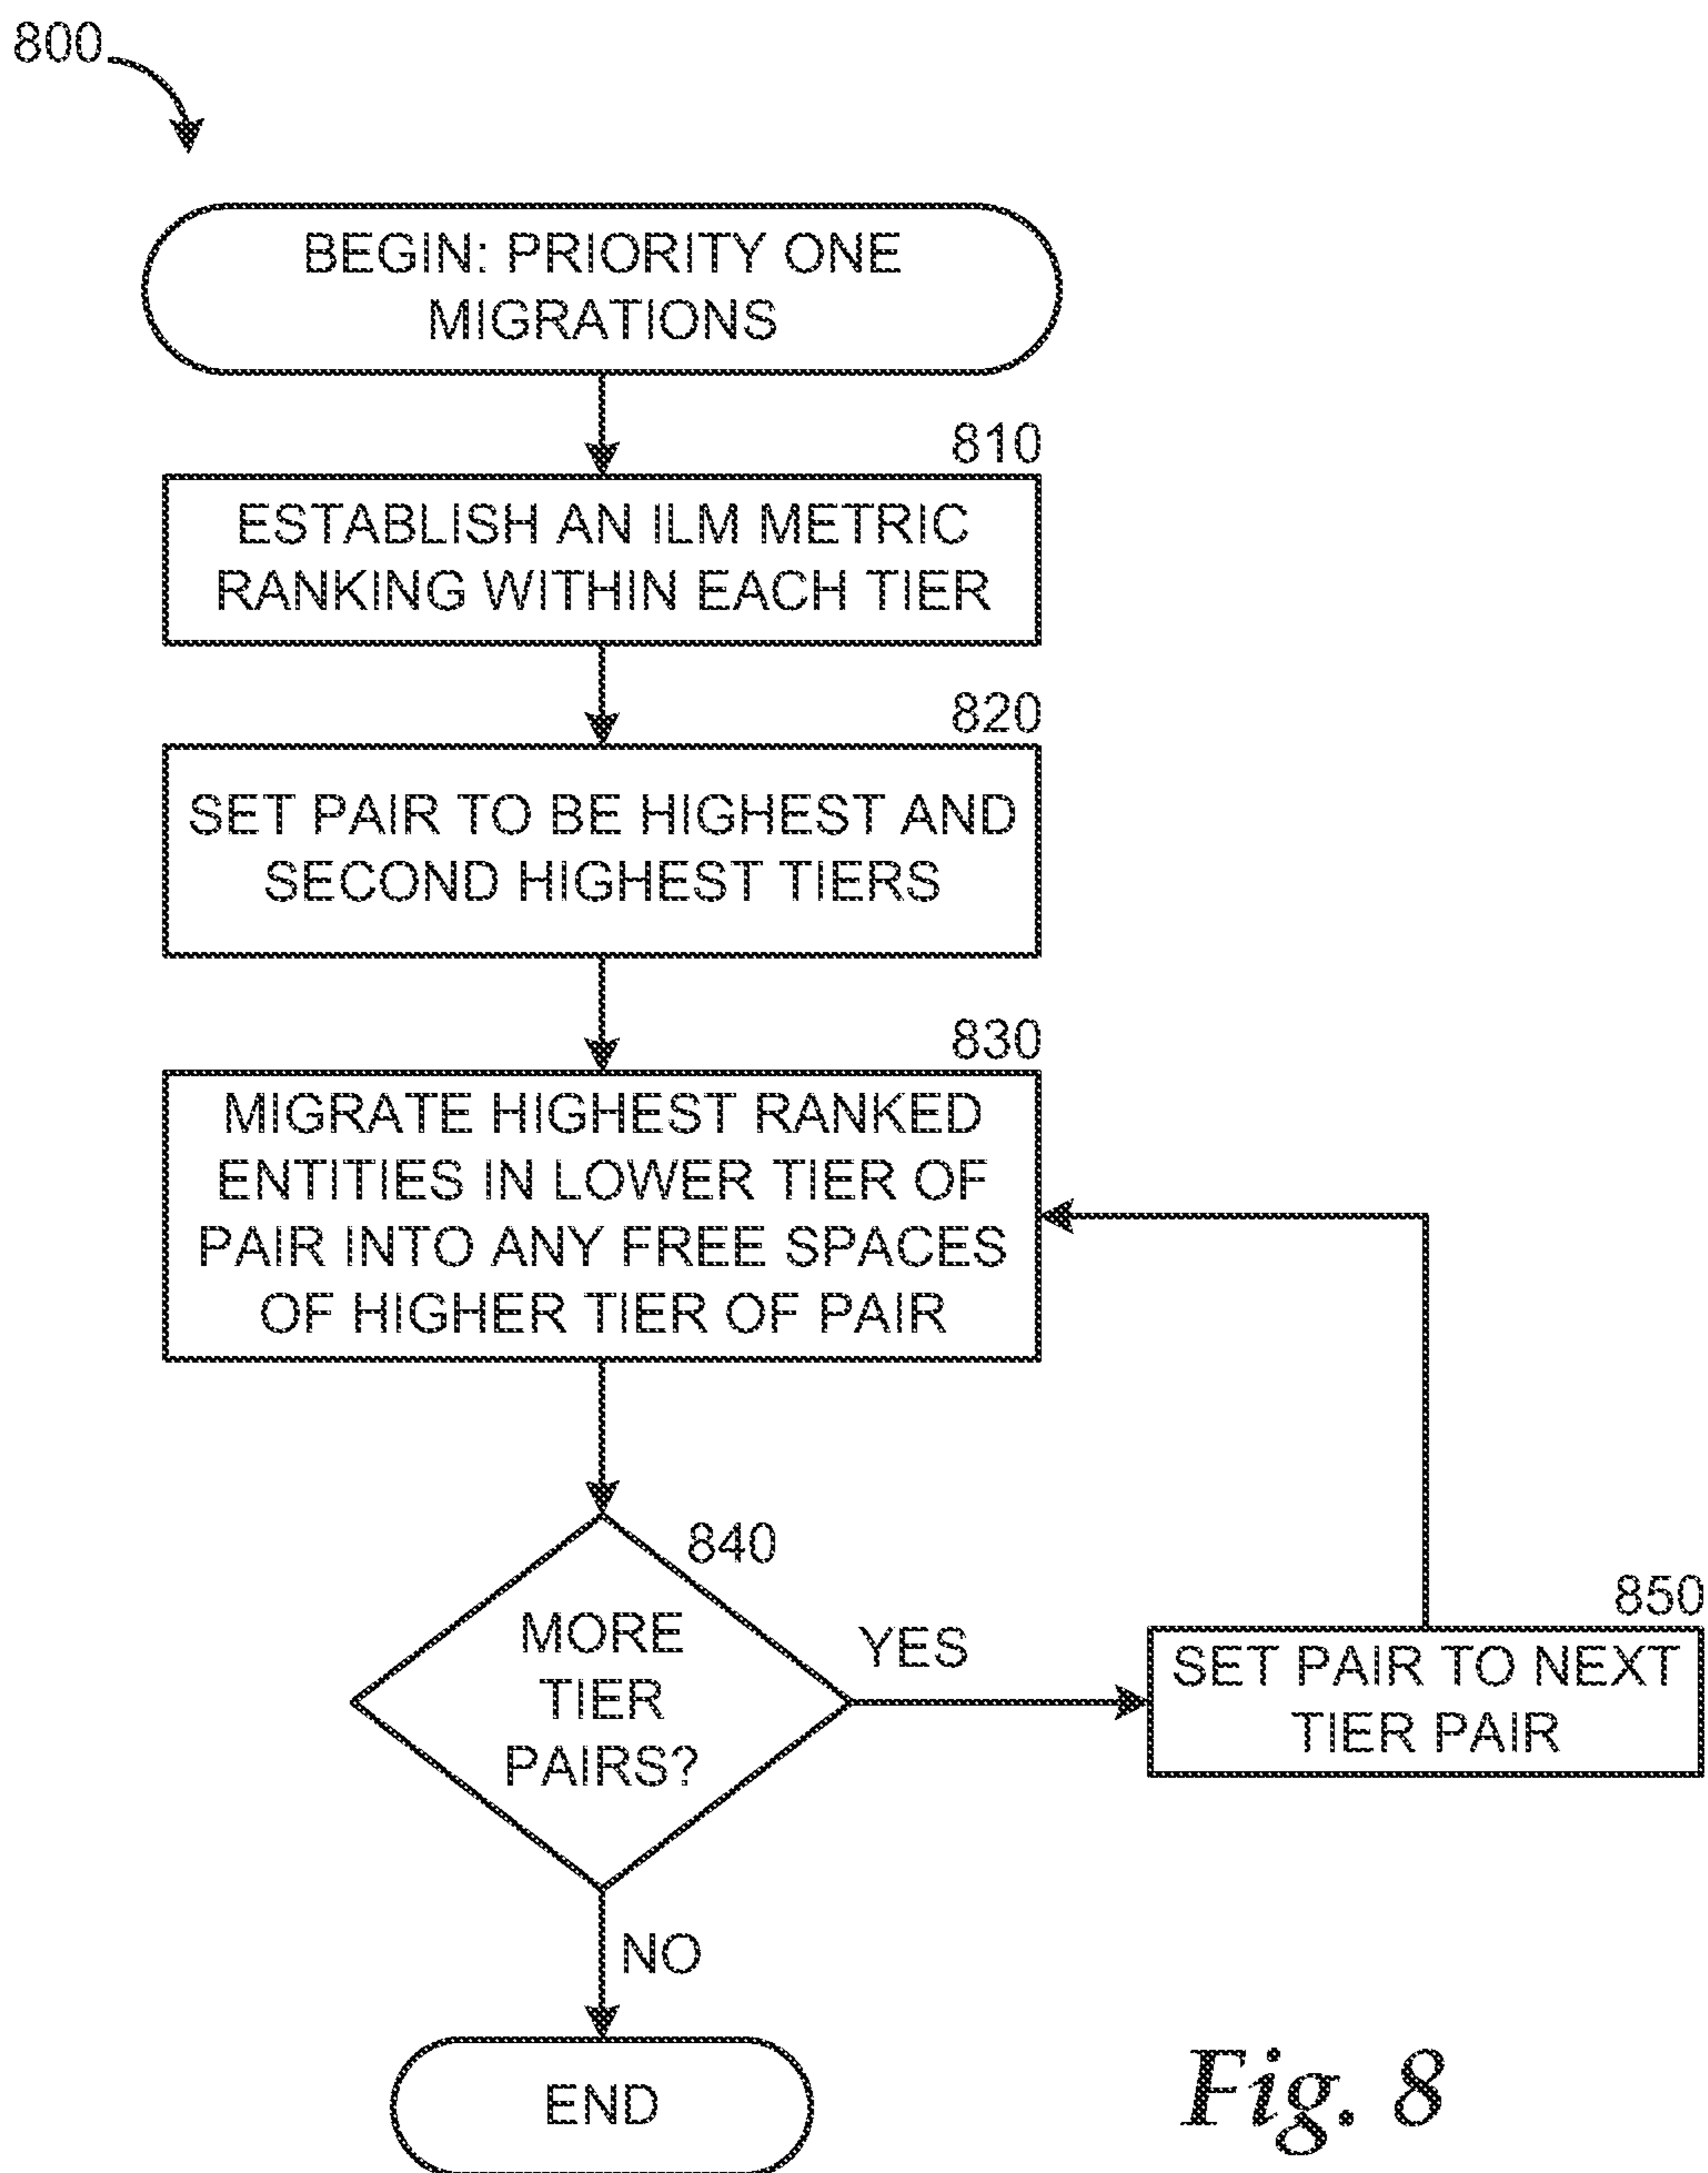 800
BEGIN: PRIORITY ONE
MIGRATIONS
810
ESTABLISH AN ILM METRIC
RANKING WITHIN EACH TIER
820
SET PAIR TO BE HIGHEST AND
SECOND HIGHEST TIERS
830
MIGRATE HIGHEST RANKED
ENTITIES IN LOWER TIER OF
PAIR INTO ANY FREE SPACES
OF HIGHER TIER OF PAIR
840
MORE
TIER
PAIRS?
YES
850
SET PAIR TO NEXT
TIER PAIR
NO
END
Fig. 8